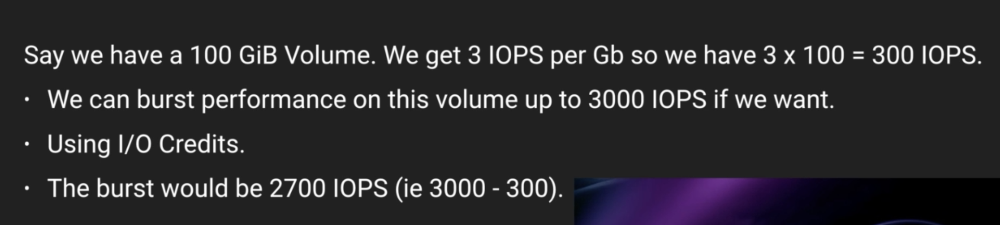 Say we have a 100 GiB Volume. We get 3 IOPS per Gb so we have 3 x 100 = 300 IOPS.
· We can burst performance on this volume up to 3000 IOPS if we want.
· Using I/O Credits.
· The burst would be 2700 IOPS (ie 3000 - 300).